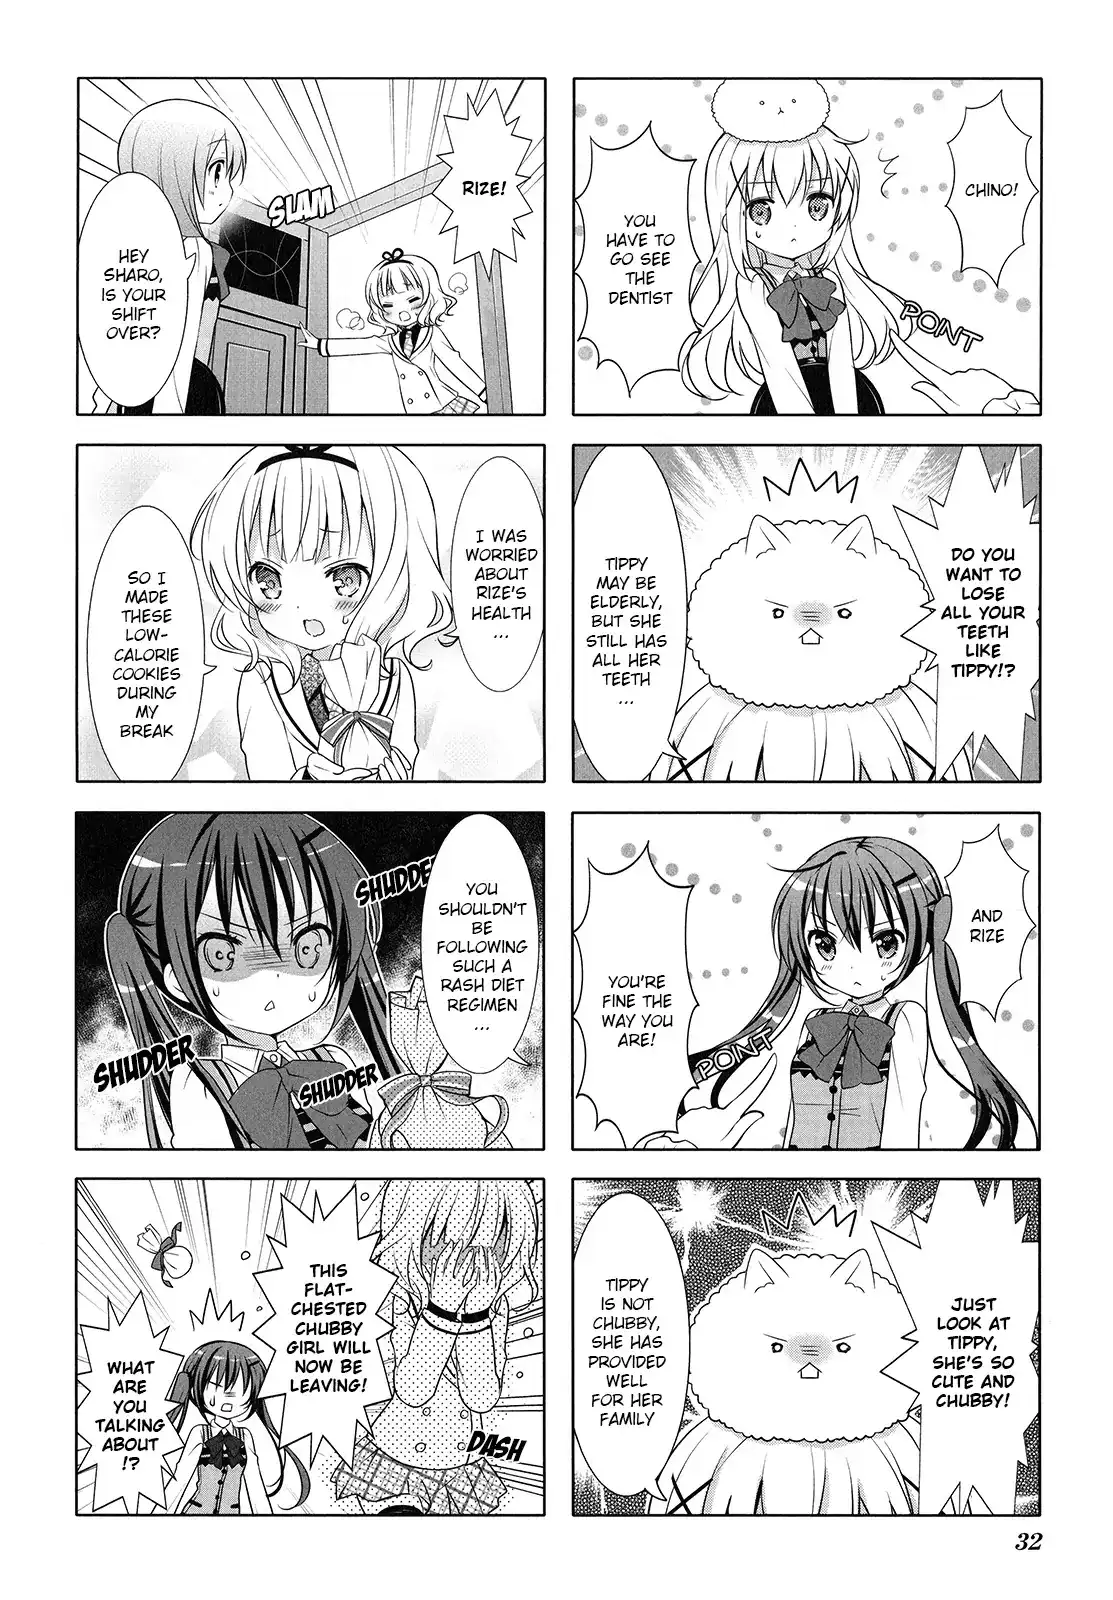 CHINO!
YOU
HAVE TO
GO SEE
THE
DENTIST
POINT
DO YOU
WANT TO
LOSE
ALL YOUR
TEETH
LIKE
TIPPY!?
TIPPY
MAY BE
ELDERLY,
BUT SHE
STILL HAS
ALL HER
TEETH
...
AND
RIZE
YOU'RE
FINE THE
WAY YOU
ARE!
POINT
JUST
LOOK AT
TIPPY,
SHE'S SO
CUTE AND
CHUBBY!
TIPPY
IS NOT
CHUBBY,
SHE HAS
PROVIDED
WELL
FOR HER
FAMILY
RIZE!
SLAM
HEY
SHARO,
IS YOUR
SHIFT
OVER?
I WAS
WORRIED
ABOUT
RIZE'S
HEALTH
...
SO I
MADE
THESE
LOW-
CALORIE
COOKIES
DURING
MY
BREAK
YOU
SHOULDN'T
BE
FOLLOWING
SUCH A
RASH DIET
REGIMEN
...
SHUDDER
SHUDDER
SHUDDER
THIS
FLAT-
CHESTED
CHUBBY
GIRL WILL
NOW BE
LEAVING!
DASH
WHAT
ARE YOU
TALKING
ABOUT
!?
32